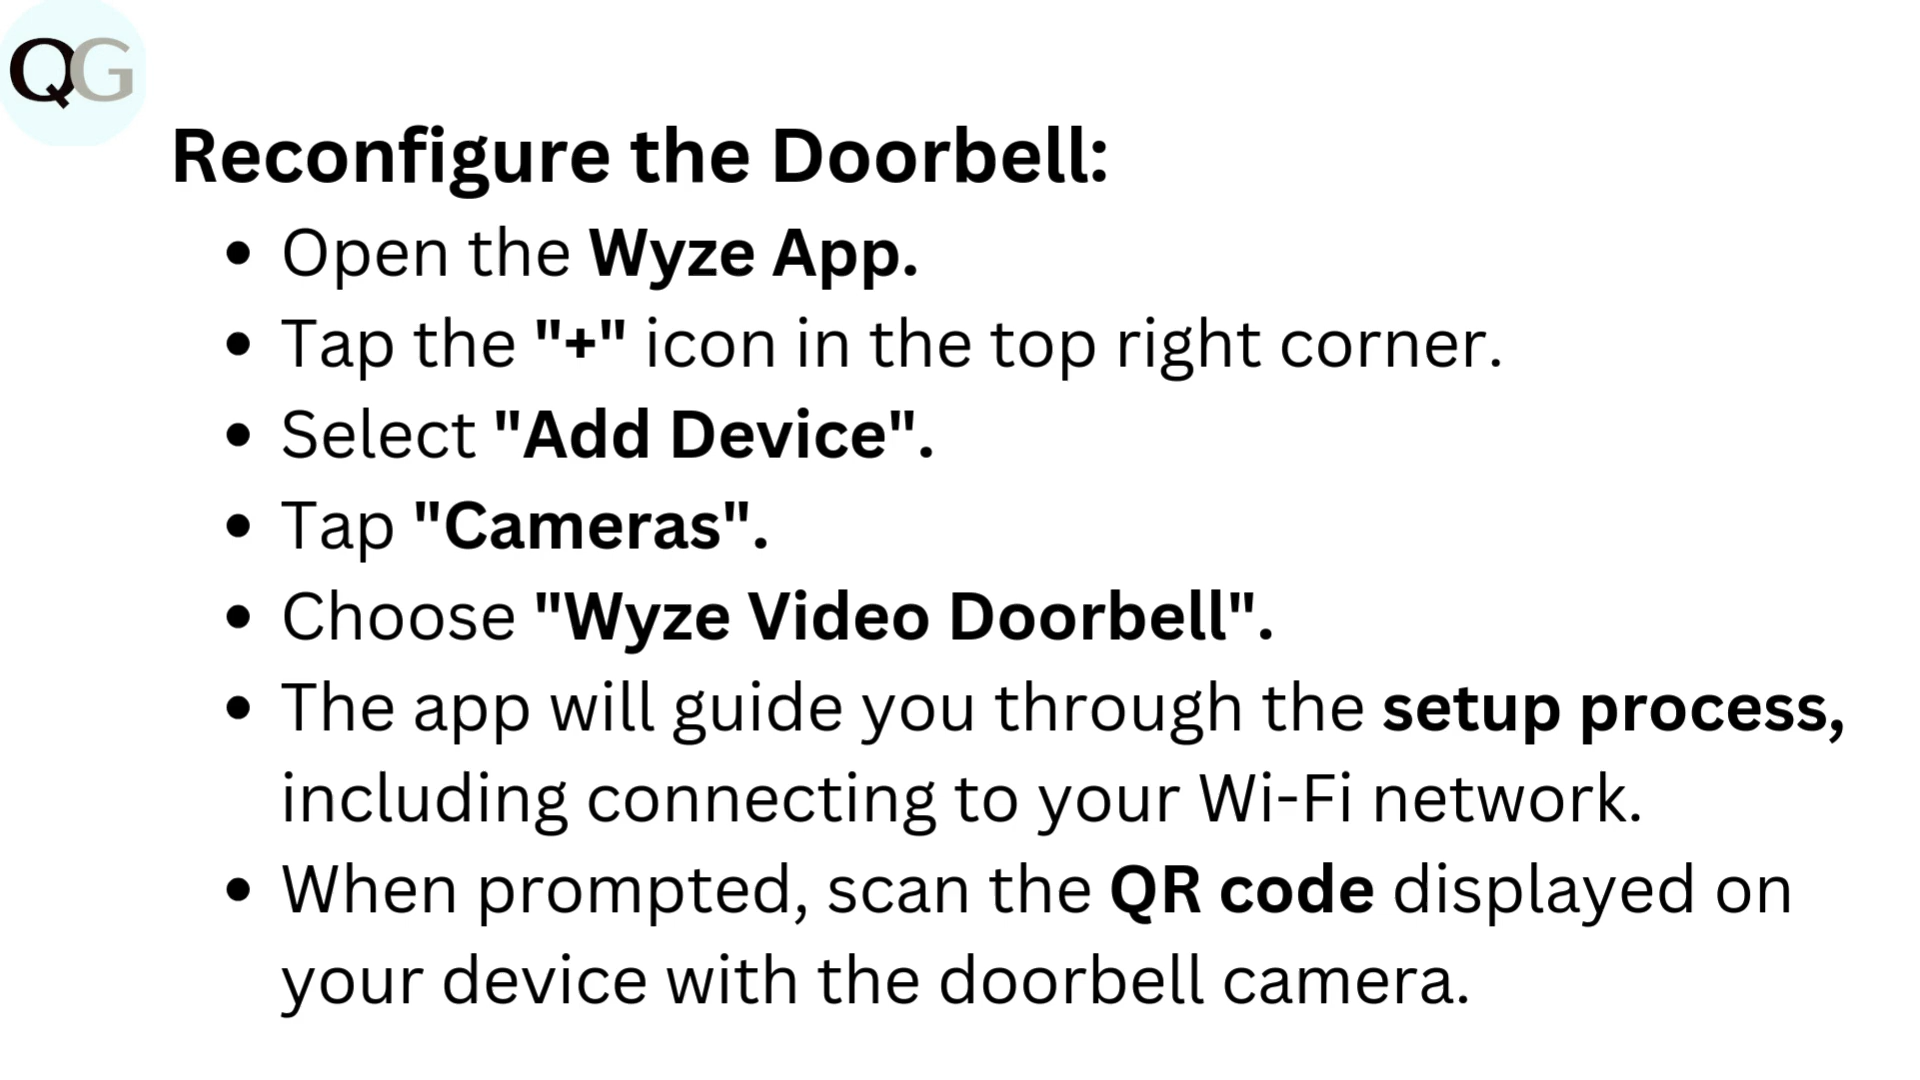 QG
Reconfigure the Doorbell:
• Open the Wyze App.
• Tap the "+" icon in the top right corner.
• Select "Add Device".
• Tap "Cameras".
• Choose "Wyze Video Doorbell".
• The app will guide you through the setup process,
including connecting to your Wi-Fi network.
• When prompted, scan the QR code displayed on
your device with the doorbell camera.